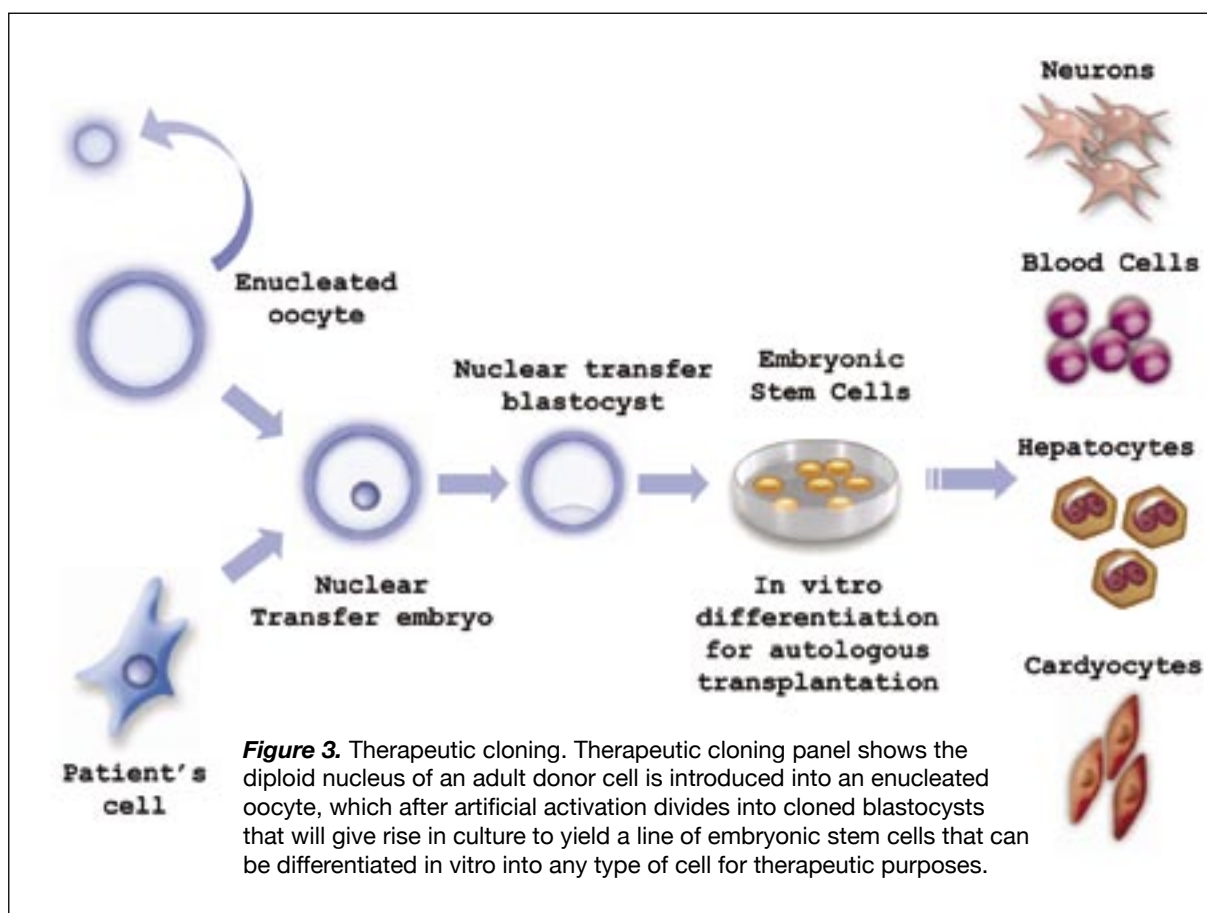 Neurons
Enucleated
oocyte
Blood Cells
Nuclear transfer
blastocyst
Embryonic
Stem Cells
Hepatocytes
Nuclear
Transfer embryo
In vitro
differentiation
for autologous
transplantation
Cardyocytes
Patient's
cell
Figure 3. Therapeutic cloning. Therapeutic cloning panel shows the
diploid nucleus of an adult donor cell is introduced into an enucleated
oocyte, which after artificial activation divides into cloned blastocysts
that will give rise in culture to yield a line of embryonic stem cells that can
be differentiated in vitro into any type of cell for therapeutic purposes.